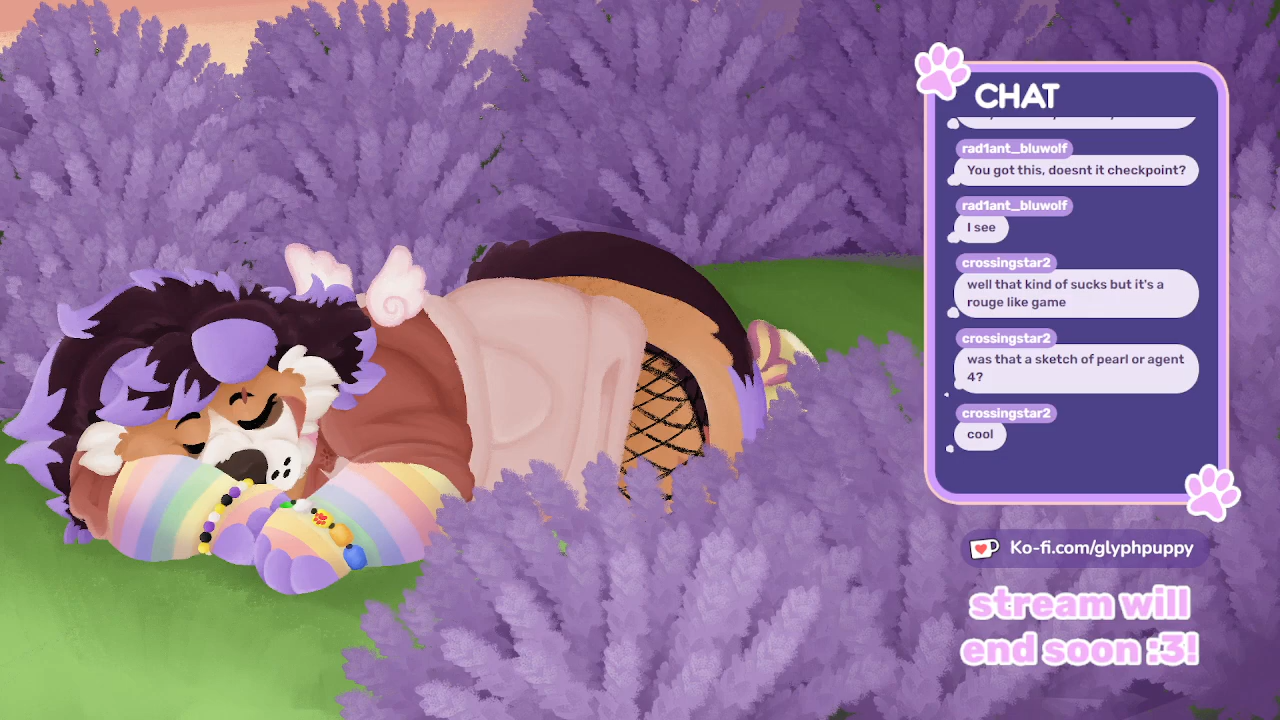 CHAT
rad1ant_bluwolf
You got this, doesnt it checkpoint?
rad1ant_bluwolf
I see
crossingstar2
well that kind of sucks but it's a
rouge like game
crossingstar2
was that a sketch of pearl or agent
4?
crossingstar2
cool
Ko-fi.com/glyphpuppy
stream will
end soon :3!